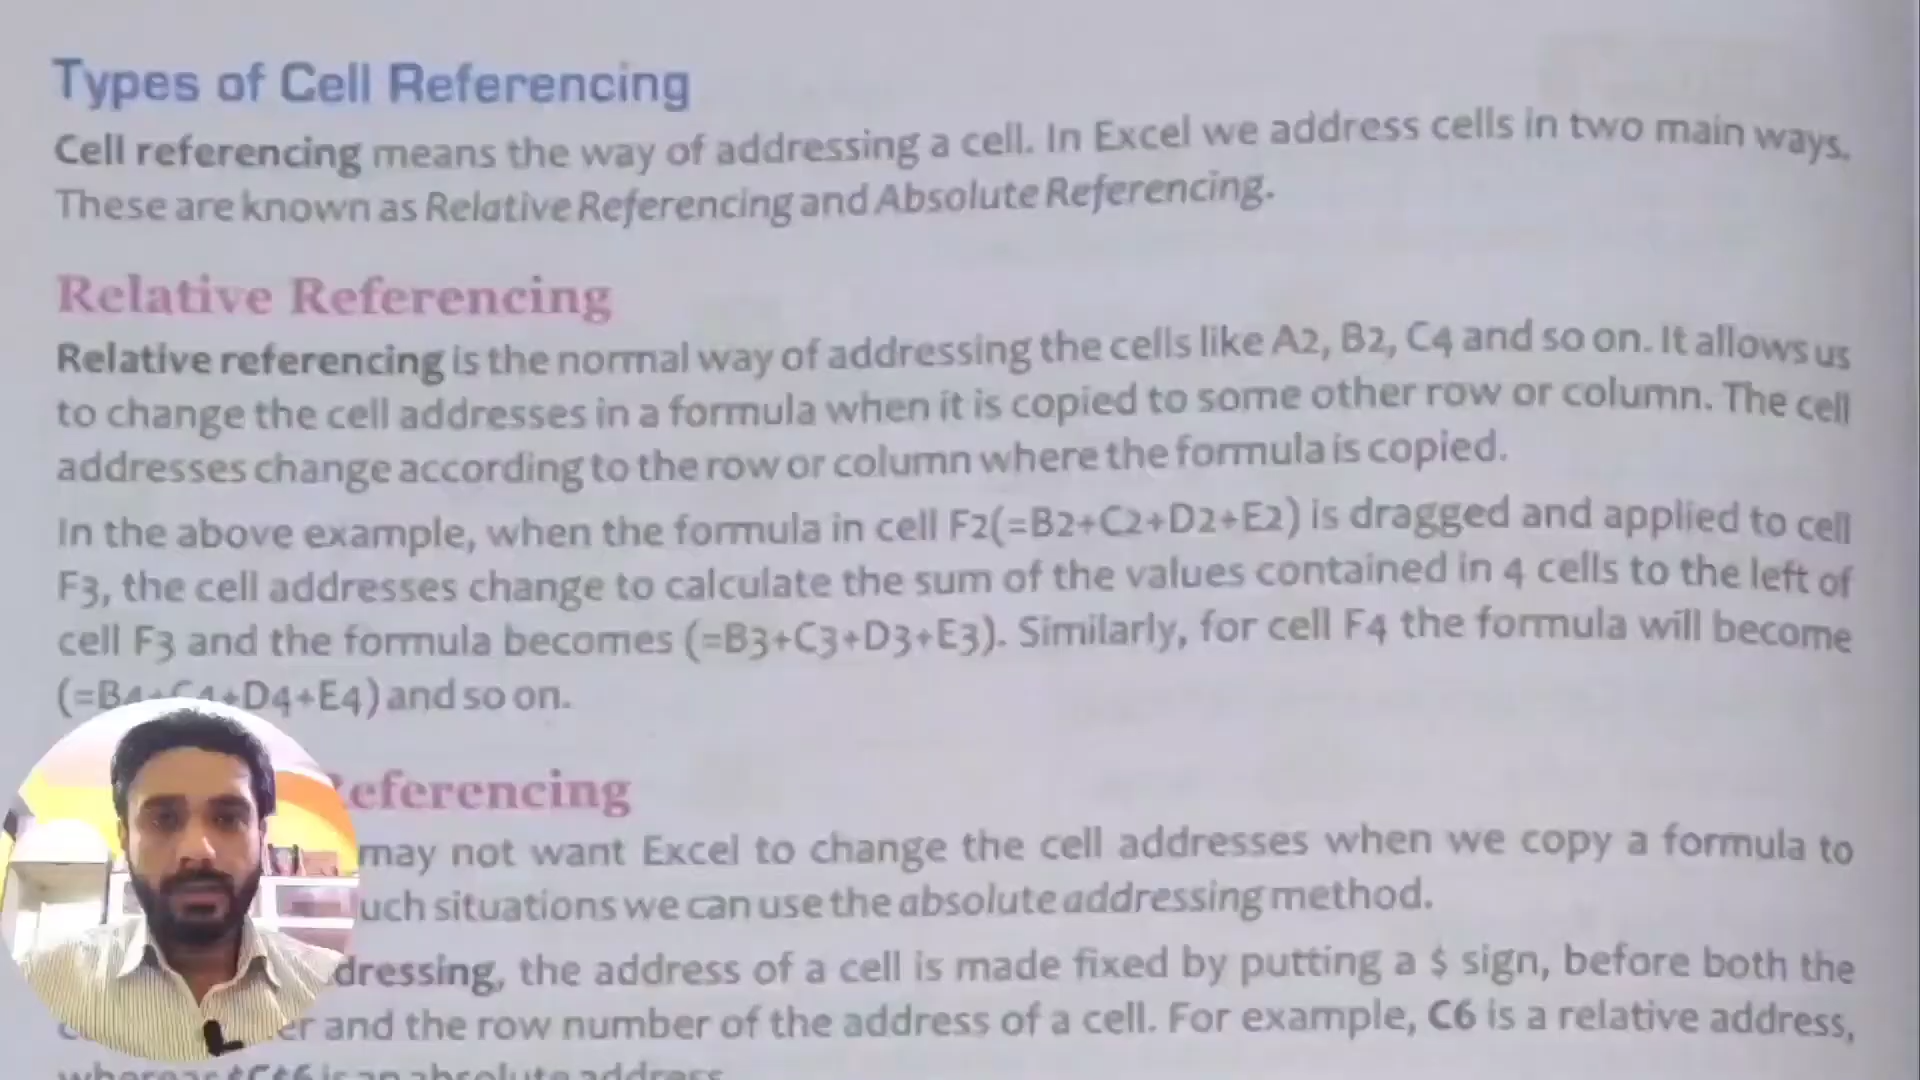 Types of Cell Referencing
Cell referencing means the way of addressing a cell. In Excel we address cells in two main ways.
These are known as Relative Referencing and Absolute Referencing.
Relative Referencing
Relative referencing is the normal way of addressing the cells like A2, B2, C4 and so on. It allows us
to change the cell addresses in a formula when it is copied to some other row or column. The cell
addresses change according to the row or column where the formula is copied.
In the above example, when the formula in cell F2(=B2+C2+D2+E2) is dragged and applied to cell
F3, the cell addresses change to calculate the sum of the values contained in 4 cells to the left of
cell F3 and the formula becomes (=B3+C3+D3+E3). Similarly, for cell F4 the formula will become
(=B4+C4+D4+E4) and so on.
eferencing
may not want Excel to change the cell addresses when we copy a formula to
uch situations we can use the absolute addressing method.
dressing, the address of a cell is made fixed by putting a $ sign, before both the
er and the row number of the address of a cell. For example, C6 is a relative address,
whereas $C$6 is an absolute address.